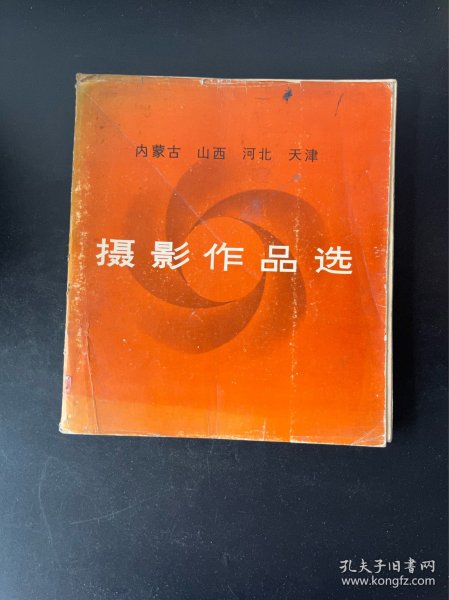 内蒙古 山西 河北 天津
摄影作品选
孔夫子旧书网
www.kongfz.com